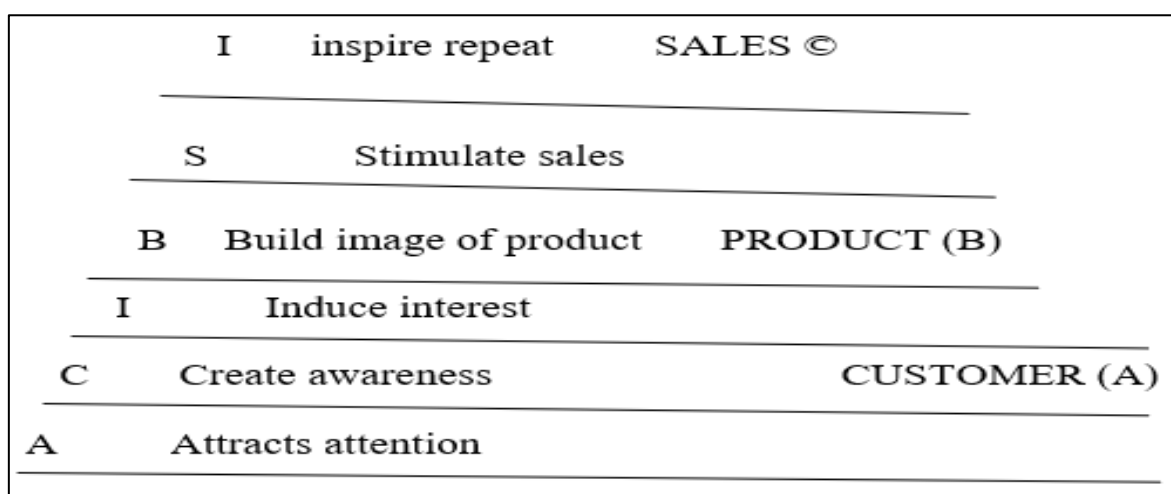 I inspire repeat SALES ©
S Stimulate sales
B Build image of product PRODUCT (B)
I Induce interest
C Create awareness CUSTOMER (A)
A Attracts attention